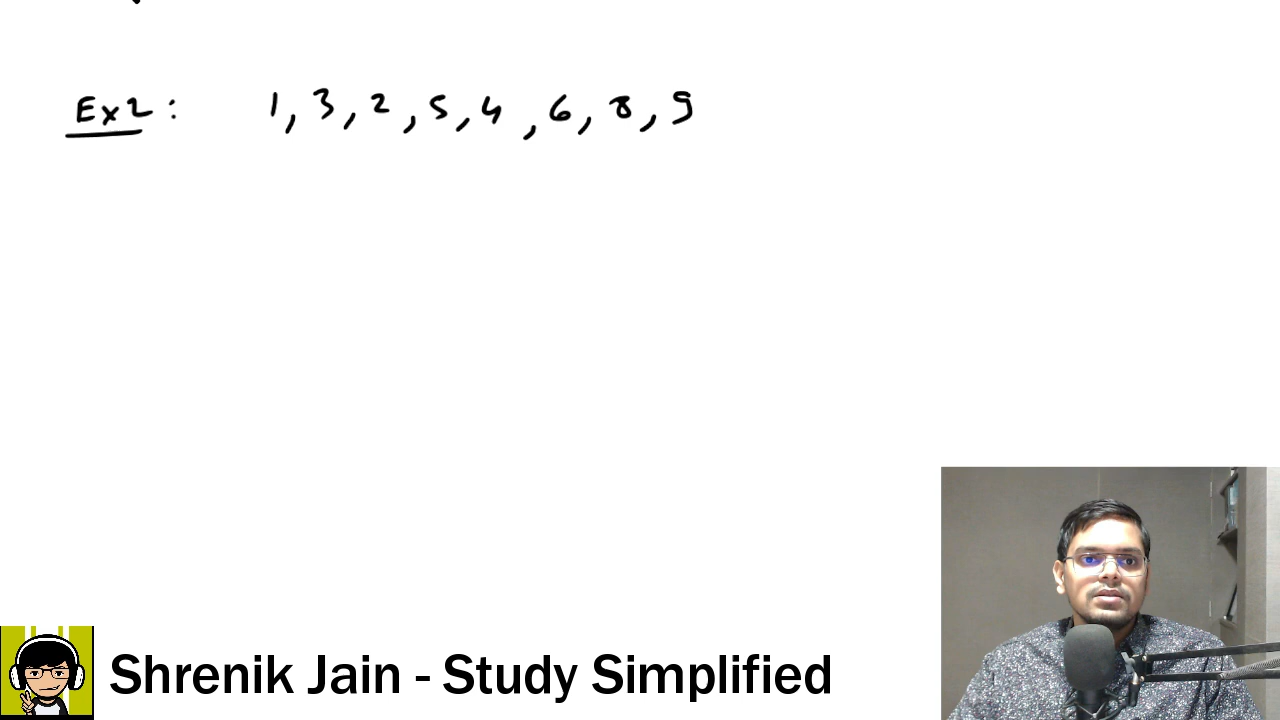 Ex2: 1, 3, 2, 5, 4, 6, 8, 9
Shrenik Jain - Study Simplified